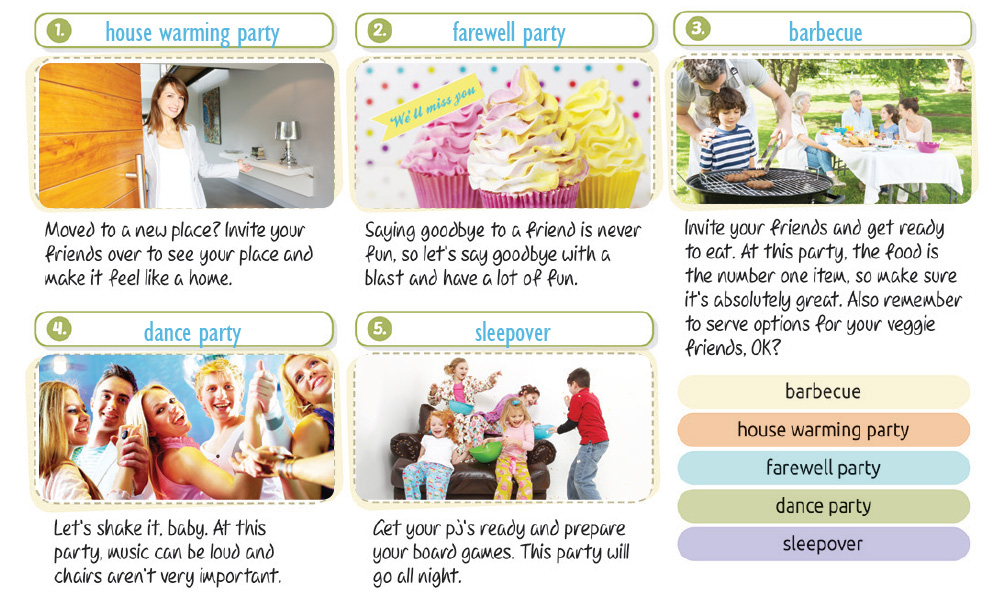 1. house warming party
2. farewell party
3. barbecue
We'll miss you
Moved to a new place? Invite your
friends over to see your place and
make it feel like a home.
Saying goodbye to a friend is never
fun, so let's say goodbye with a
blast and have a lot of fun.
Invite your friends and get ready
to eat. At this party, the food is
the number one item, so make sure
it's absolutely great. Also remember
to serve options for your veggie
friends, OK?
4. dance party
5. sleepover
Let's shake it, baby. At this
party, music can be loud and
chairs aren't very important.
Get your pj's ready and prepare
your board games. This party will
go all night.
barbecue
house warming party
farewell party
dance party
sleepover